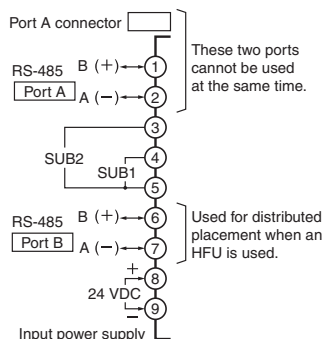 Port A connector
These two ports
cannot be used
at the same time.
RS-485
Port A
B (+)
A (−)
1
2
3
4
5
SUB2
SUB1
RS-485
Port B
B (+)
A (−)
6
7
Used for distributed
placement when an
HFU is used.
8
9
+
24 VDC
−
Input power supply